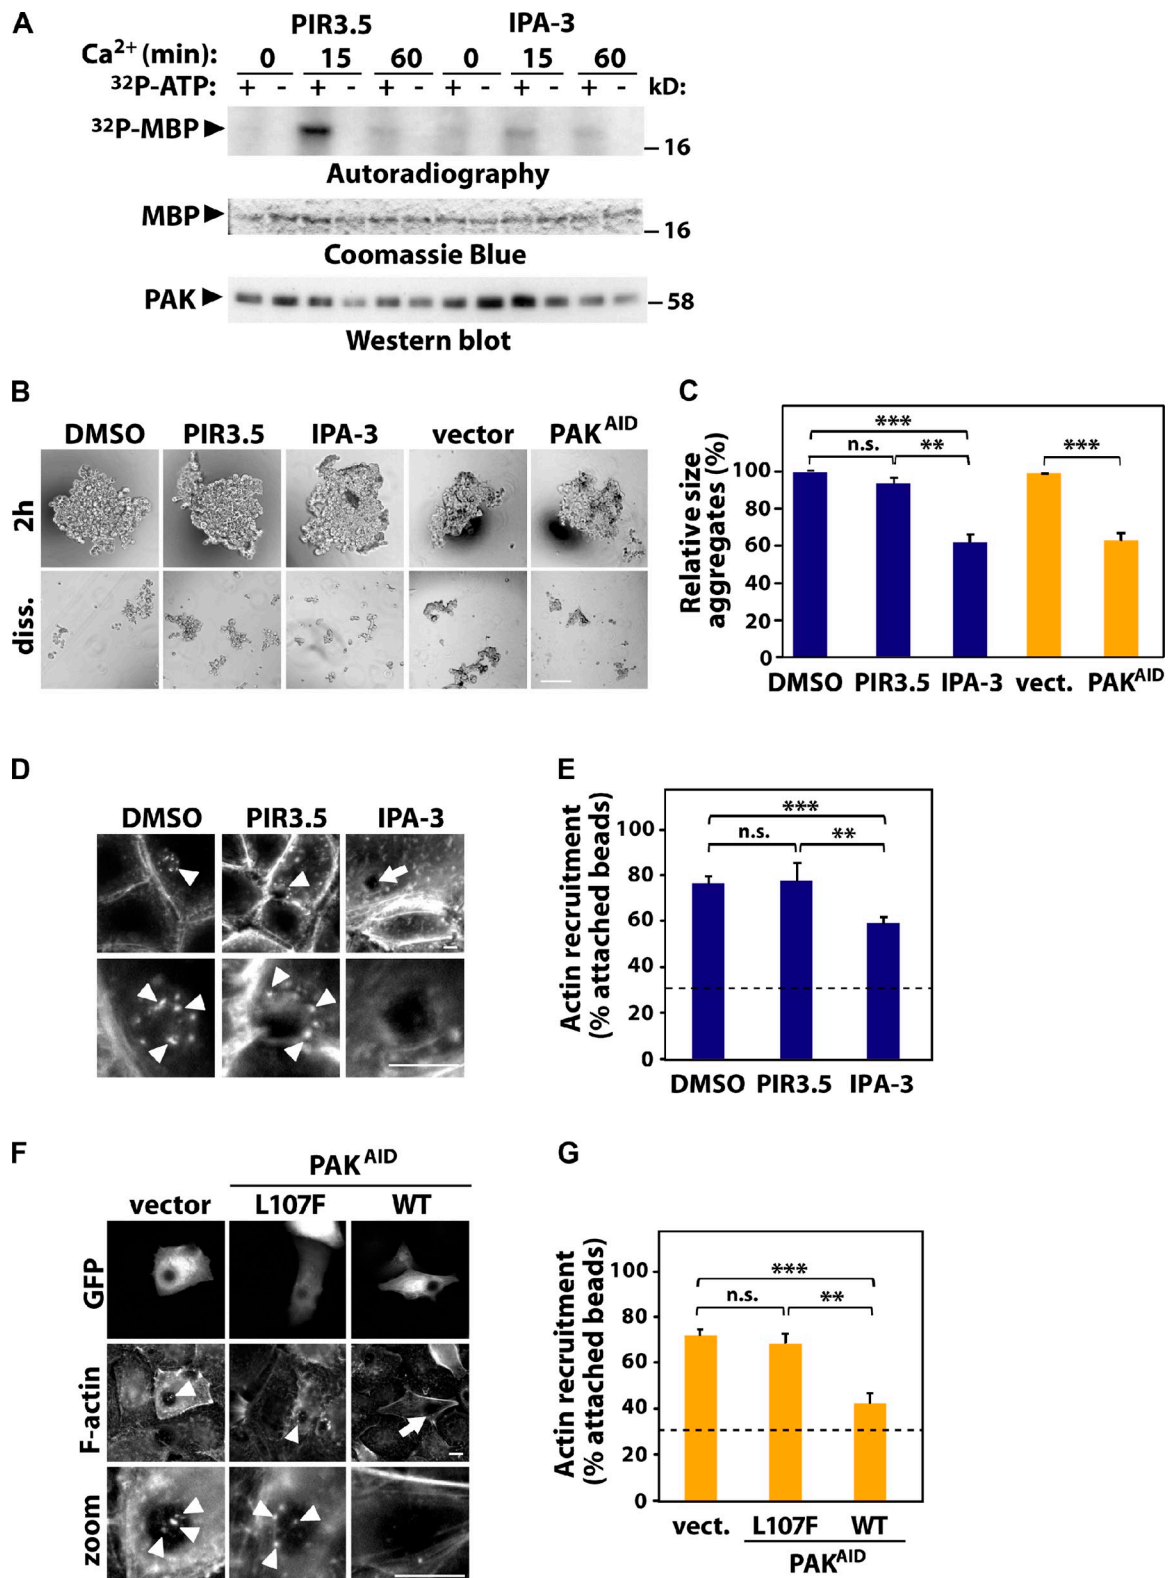 A
PIR3.5 IPA-3
Ca2+ (min): 0 15 60 0 15 60
32P-ATP: + - + - + - + - + - + - kD:
32P-MBP
16
Autoradiography
MBP
16
Coomassie Blue
PAK
58
Western blot
B
DMSO PIR3.5 IPA-3 vector PAK AID
2h
diss.
C
Relative size
aggregates (%)
100
80
60
40
20
0
***
n.s. ** ***
DMSO PIR3.5 IPA-3 vect. PAKAID
D
DMSO PIR3.5 IPA-3
E
Actin recruitment
(% attached beads)
100
80
60
40
20
0
***
n.s. **
DMSO PIR3.5 IPA-3
F
PAK AID
vector L107F WT
GFP
F-actin
zoom
G
Actin recruitment
(% attached beads)
100
80
60
40
20
0
***
n.s. **
vect. L107F WT
PAKAID